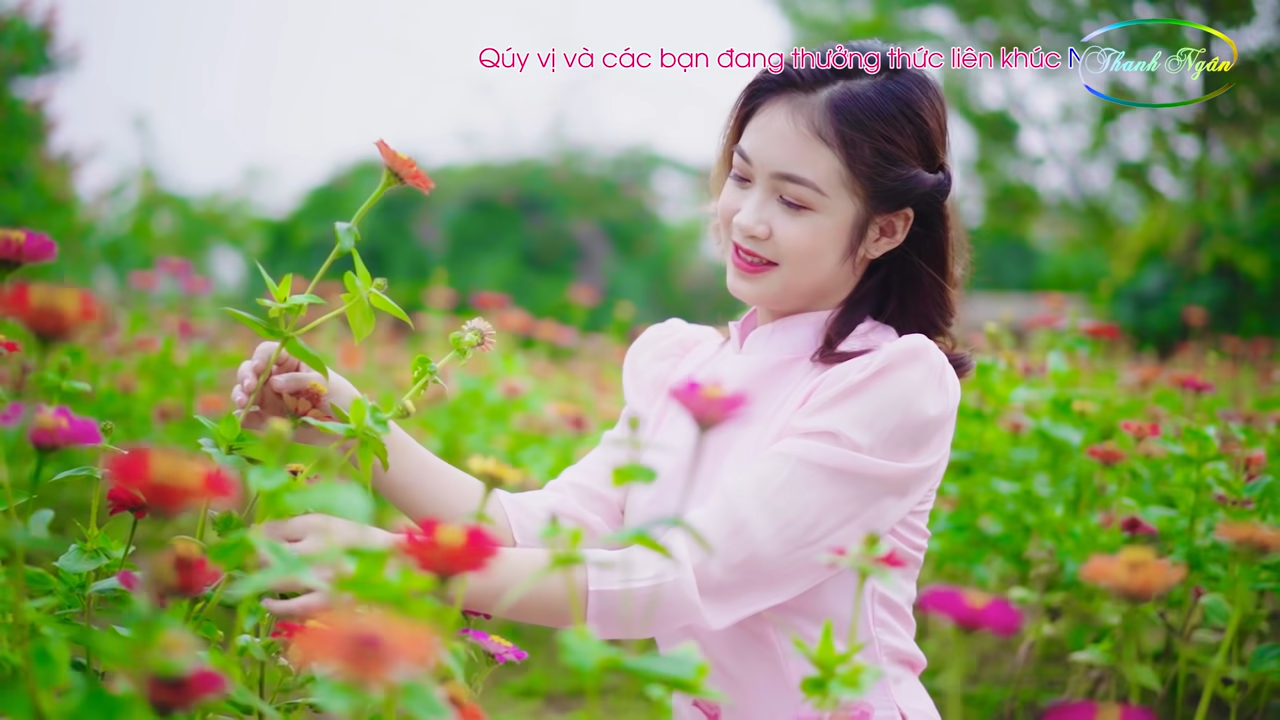 Qúy vị và các bạn đang thưởng thức liên khúc N
Thanh Ngân